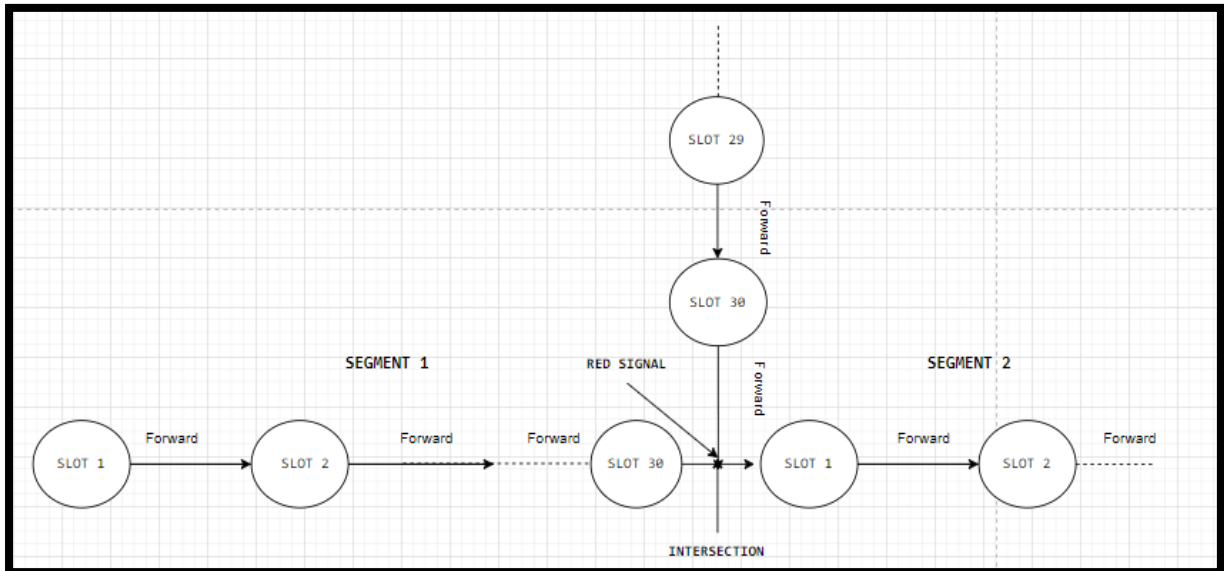 SLOT 29
Forward
SLOT 30
SEGMENT 1
RED SIGNAL
Forward
SEGMENT 2
Forward
Forward
Forward
Forward
Forward
SLOT 1
SLOT 2
SLOT 30
SLOT 1
SLOT 2
INTERSECTION